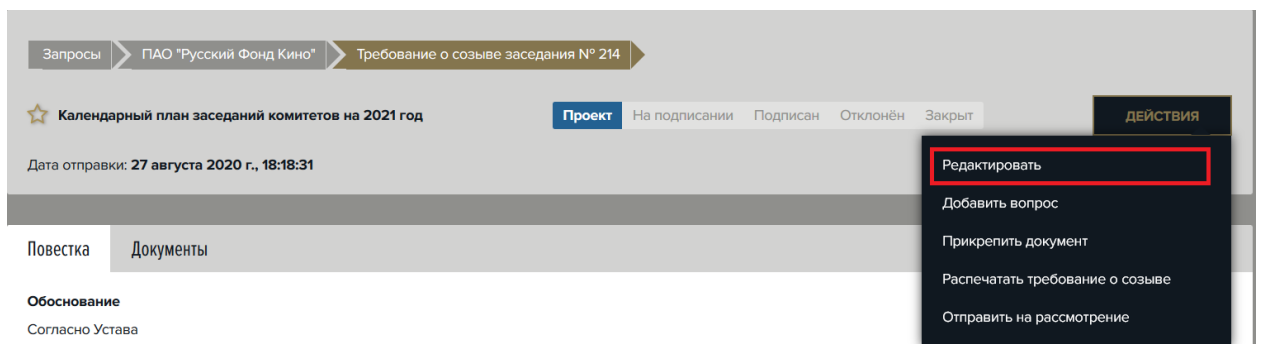 Запросы ПАО "Русский Фонд Кино" Требование о созыве заседания № 214
Календарный план заседаний комитетов на 2021 год Проект На подписании Подписан Отклонён Закрыт ДЕЙСТВИЯ
Дата отправки: 27 августа 2020 г., 18:18:31
Редактировать
Добавить вопрос
Прикрепить документ
Распечатать требование о созыве
Отправить на рассмотрение
Повестка Документы
Обоснование
Согласно Устава